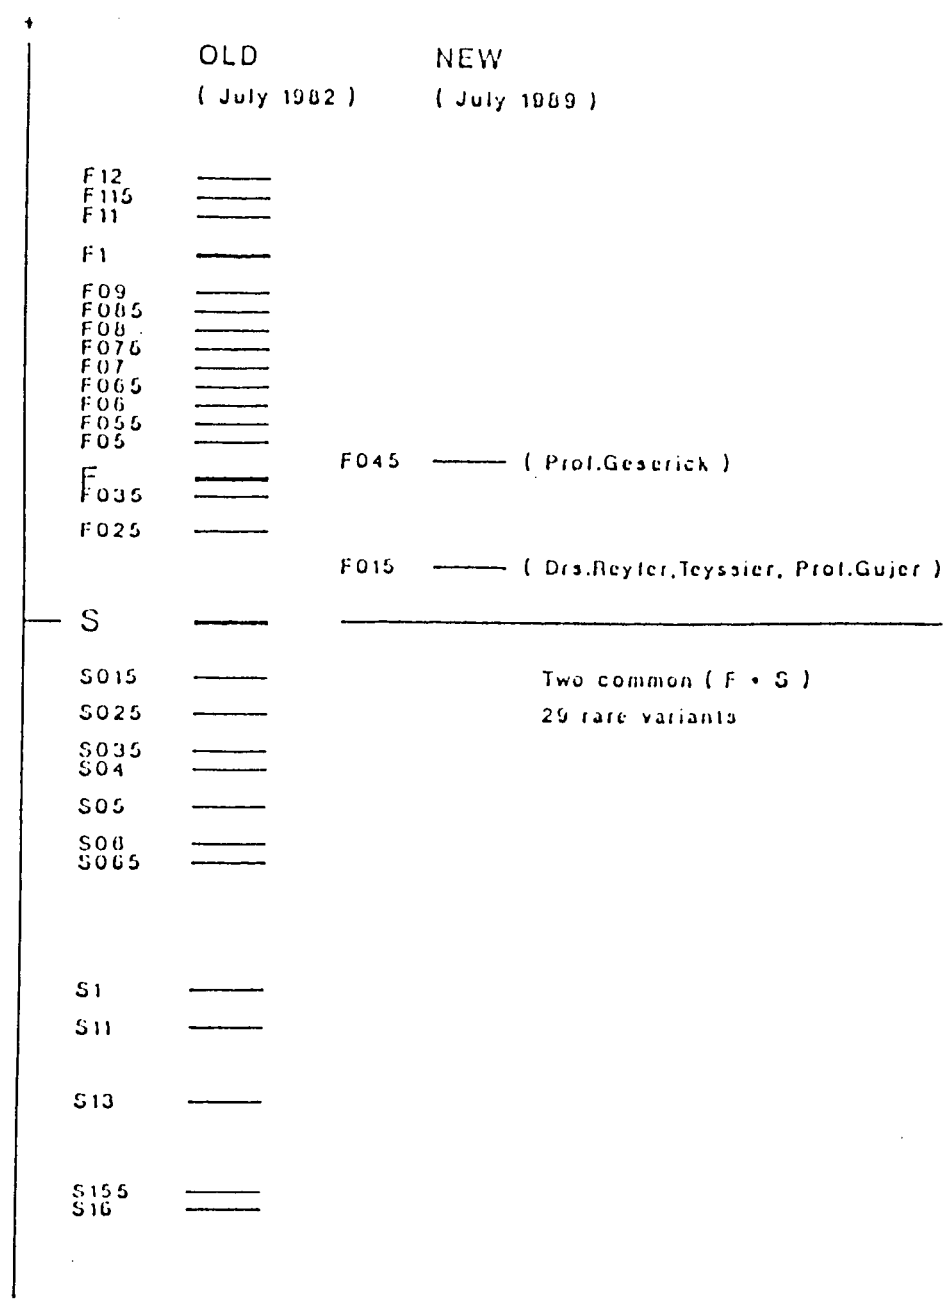 +
OLD NEW
( July 1982 ) ( July 1989 )
F12
F115
F11
F1
F09
F085
F08
F075
F07
F065
F06
F055
F05
F045 ( Prof.Geserick )
F
F035
F025
F015 ( Drs.Reyter,Teyssier, Prof.Gujer )
S
S015
Two common ( F + S )
S025
29 rare variants
S035
S04
S05
S06
S065
S1
S11
S13
S155
S16